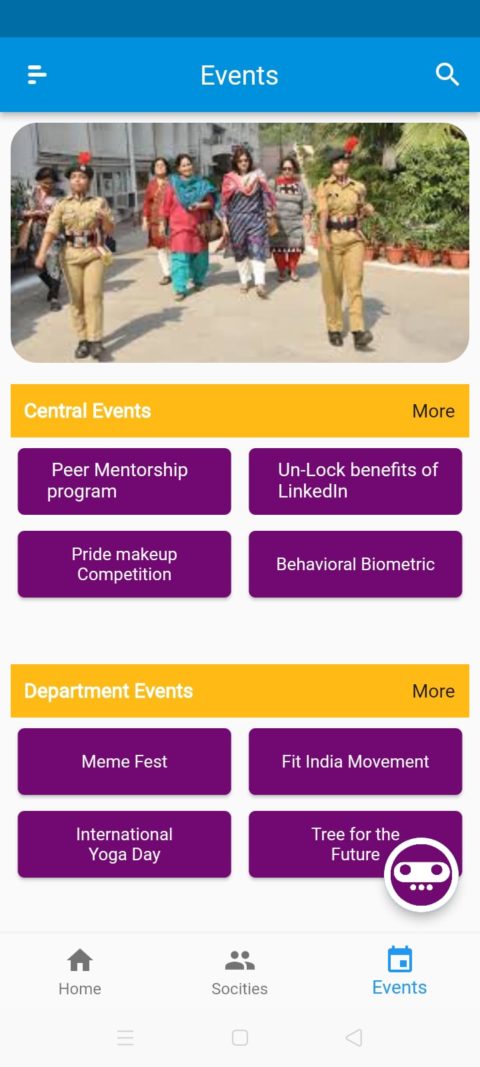 Events
Central Events
More
Peer Mentorship
program
Un-Lock benefits of
LinkedIn
Pride makeup
Competition
Behavioral Biometric
Department Events
More
Meme Fest
Fit India Movement
International
Yoga Day
Tree for the
Future
Home
Socities
Events